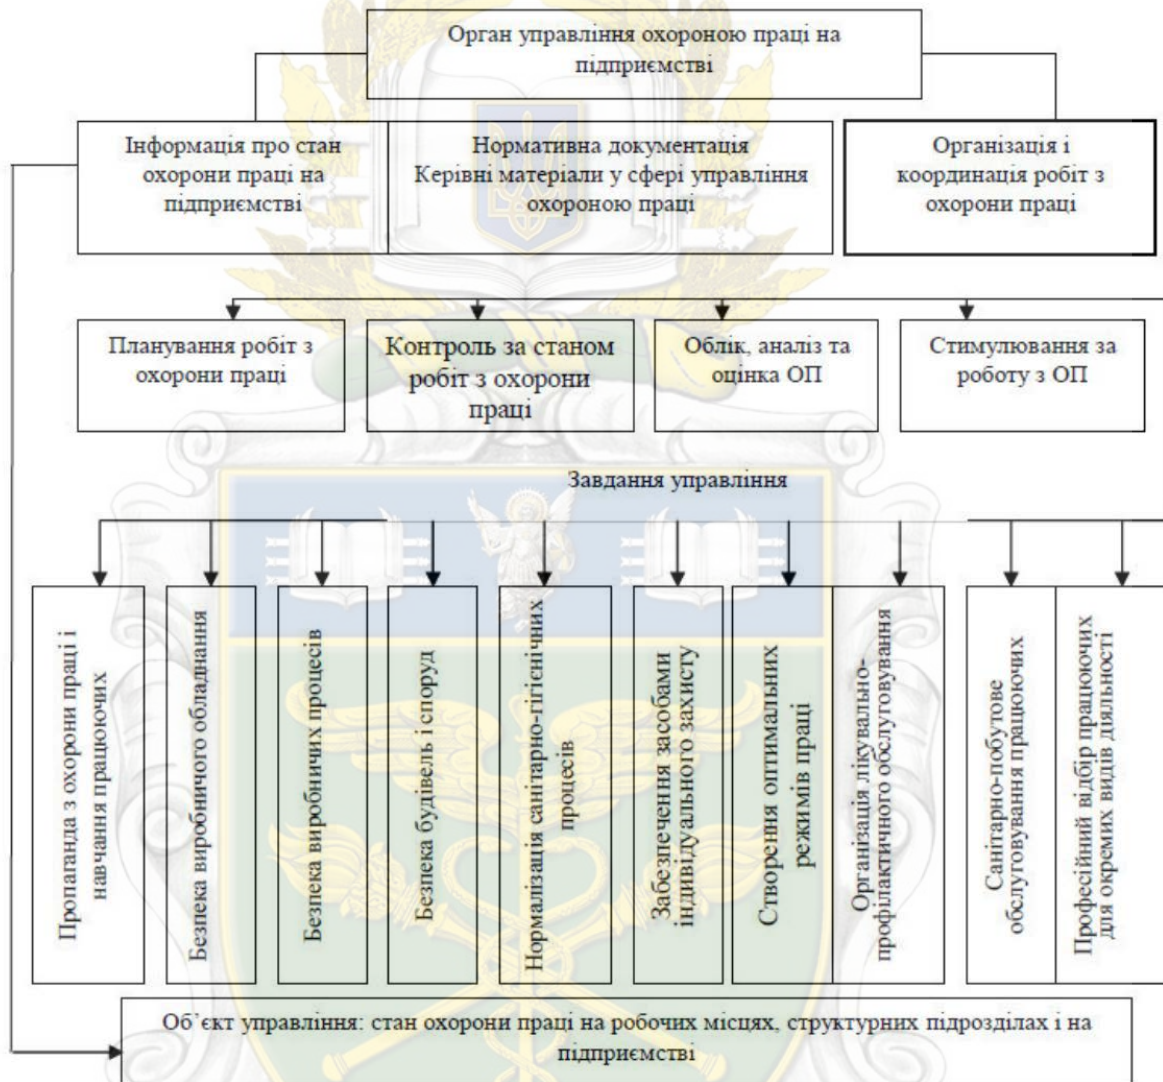 Орган управління охороною праці на
підприємстві
Інформація про стан
охорони праці на
підприємстві
Нормативна документація
Керівні матеріали у сфері управління
охороною праці
Організація і
координація робіт з
охорони праці
Планування робіт з
охорони праці
Контроль за станом
робіт з охорони
праці
Облік, аналіз та
оцінка ОП
Стимулювання за
роботу з ОП
Завдання управління
Пропаганда з охорони праці і
навчання працюючих
Безпека виробничого обладнання
Безпека виробничих процесів
Безпека будівель і споруд
Нормалізація санітарно-гігієнічних
процесів
Забезпечення засобами
індивідуального захисту
Створення оптимальних
режимів праці
Організація лікувально-
профілактичного обслуговування
Санітарно-побутове
обслуговування працюючих
Професійний відбір працюючих
для окремих видів діяльності
Об’єкт управління: стан охорони праці на робочих місцях, структурних підрозділах і на
підприємстві